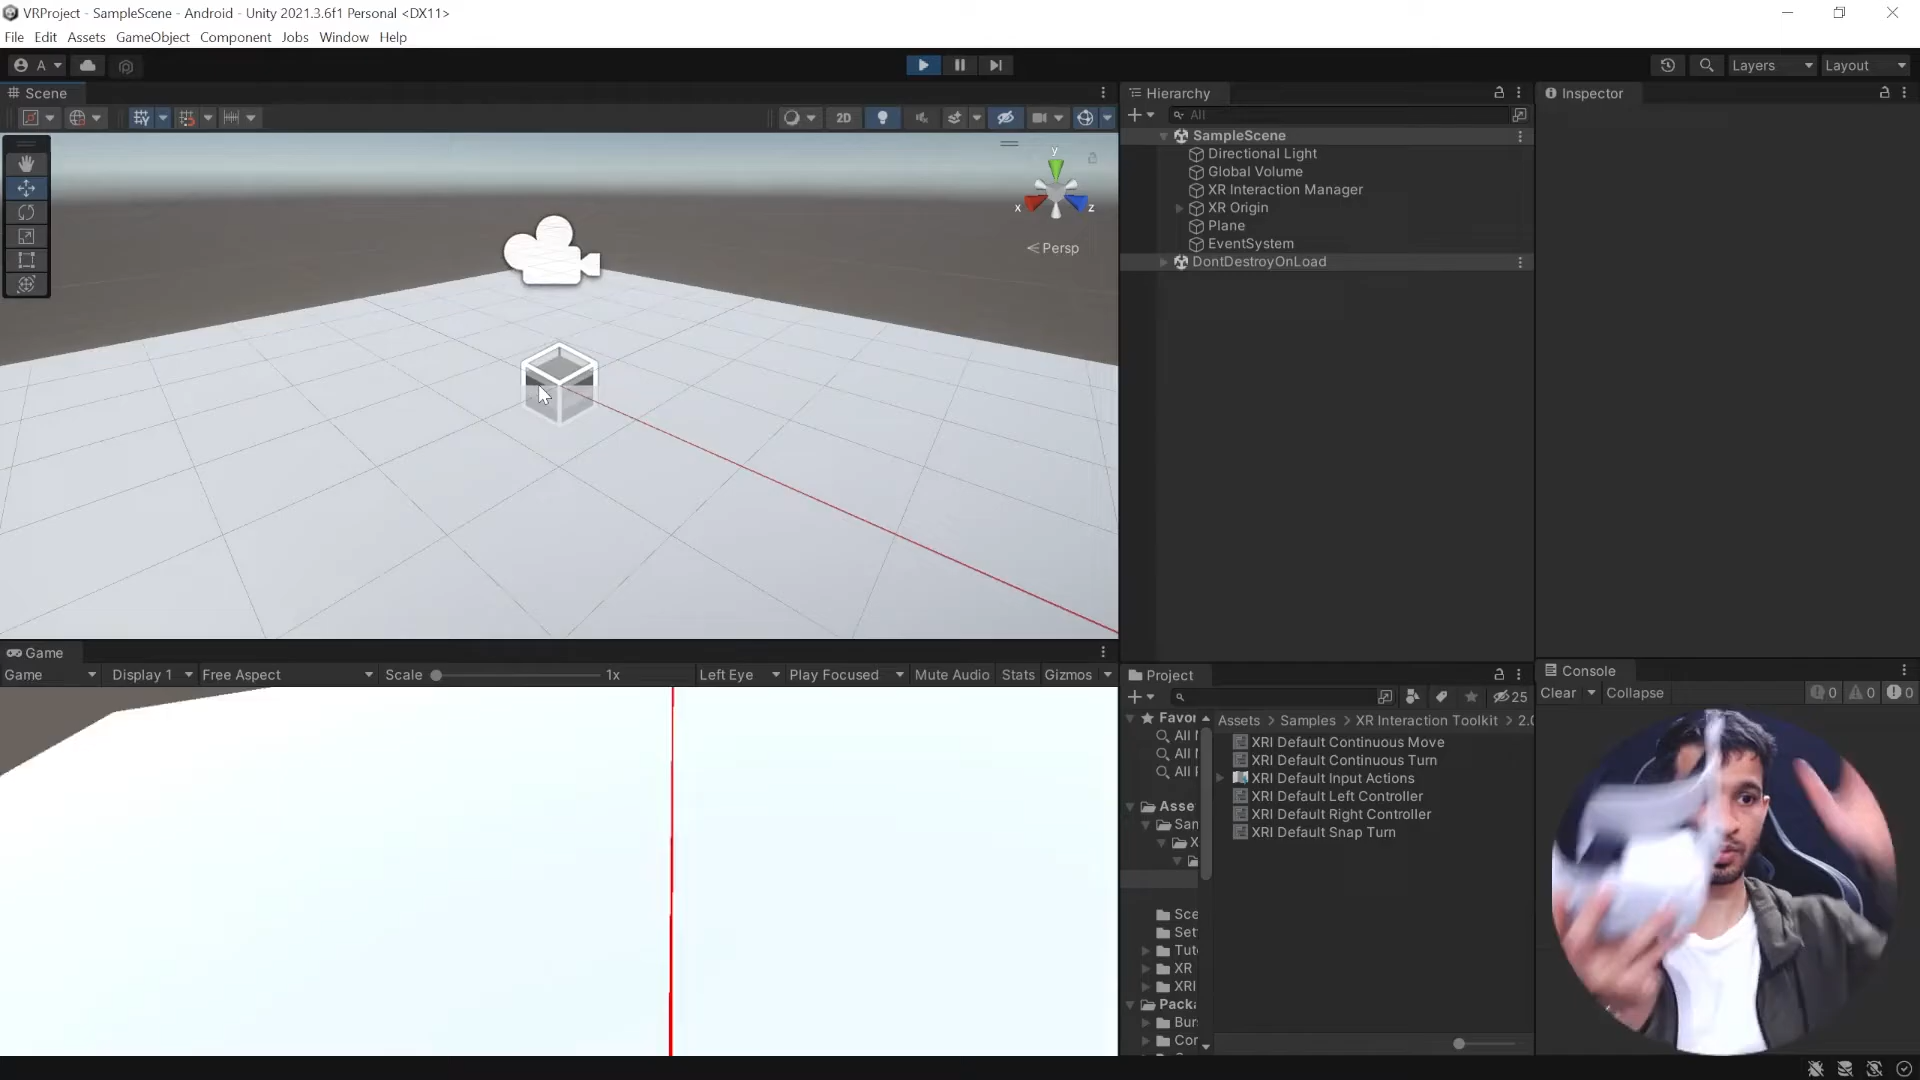 VRProject - SampleScene - Android - Unity 2021.3.6f1 Personal <DX11>
File Edit Assets GameObject Component Jobs Window Help
A
Layers
Layout
Scene
2D
y
x
z
Persp
Hierarchy
All
SampleScene
Directional Light
Global Volume
XR Interaction Manager
XR Origin
Plane
EventSystem
DontDestroyOnLoad
Inspector
Game
Game Display 1 Free Aspect Scale 1x Left Eye Play Focused Mute Audio Stats Gizmos
Project
25
Favor
All
All
All
Asse
San
X
Sce
Set
Tut
XR
XRI
Packa
Bur
Cor
Assets > Samples > XR Interaction Toolkit > 2.0
XRI Default Continuous Move
XRI Default Continuous Turn
XRI Default Input Actions
XRI Default Left Controller
XRI Default Right Controller
XRI Default Snap Turn
Console
Clear Collapse 0 0 0